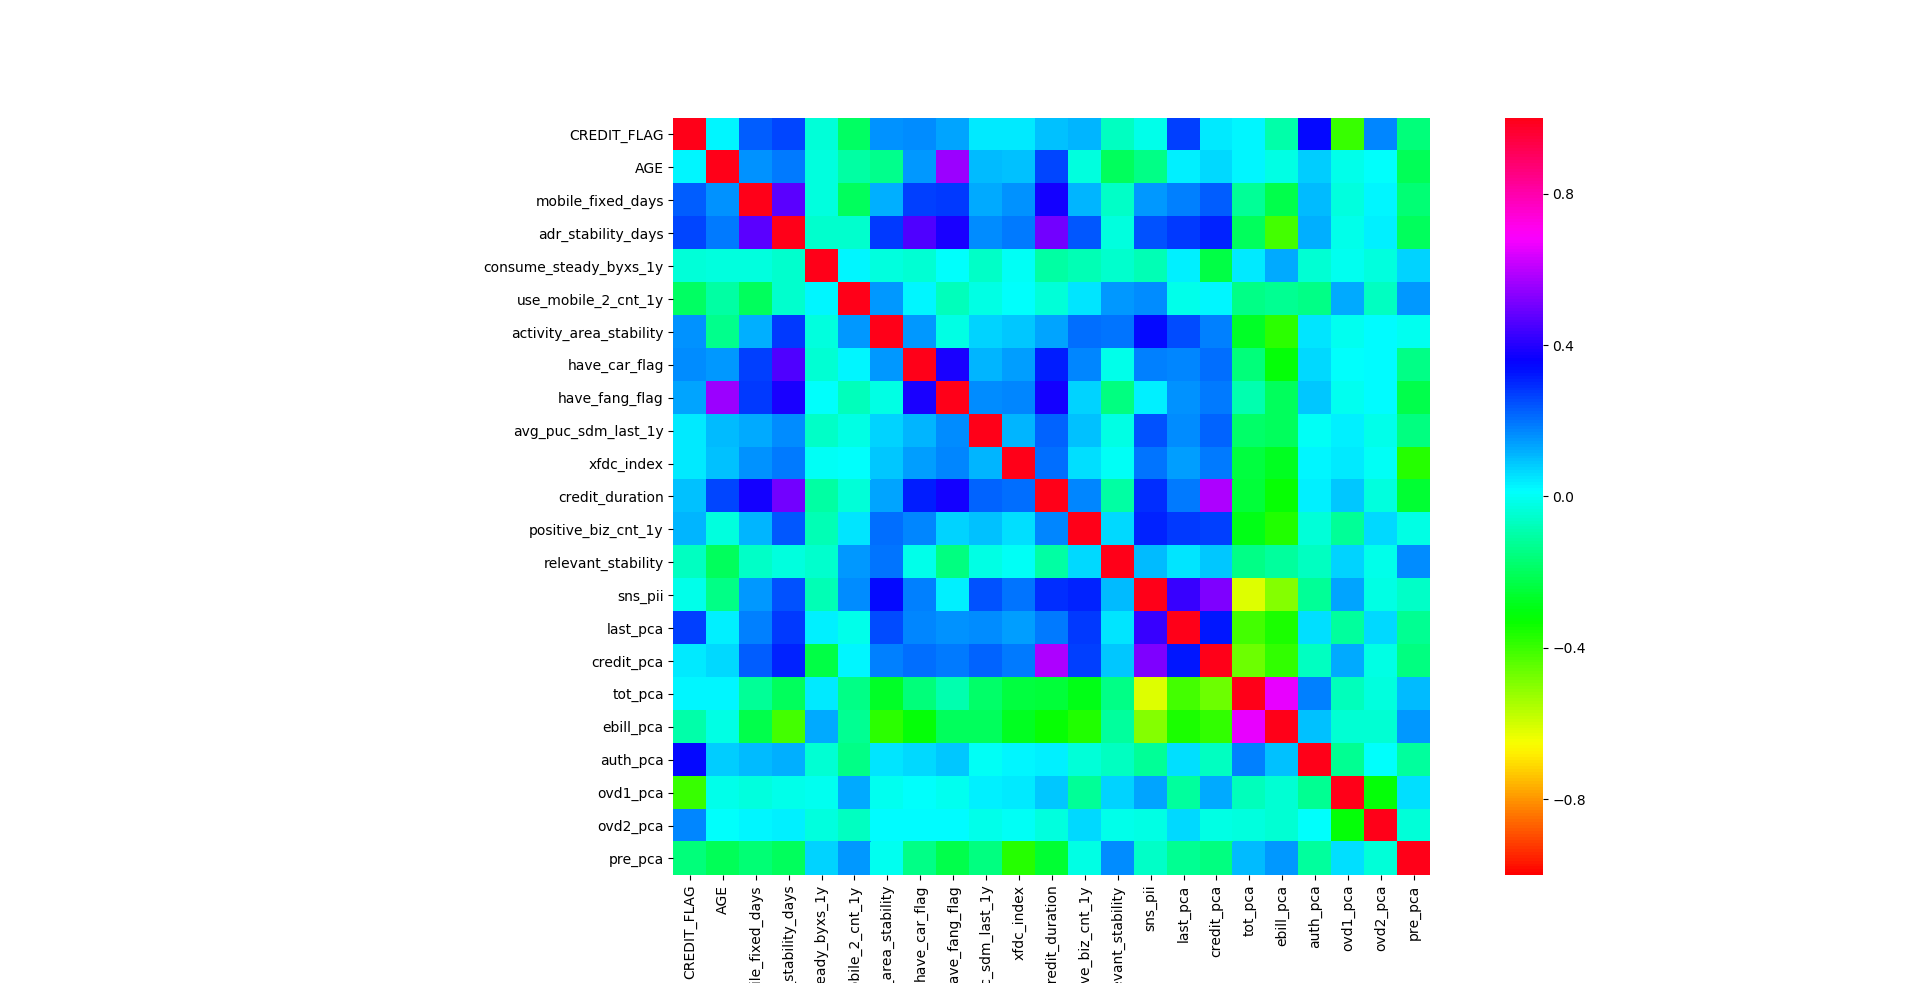 CREDIT_FLAG
AGE
mobile_fixed_days
adr_stability_days
consume_steady_byxs_1y
use_mobile_2_cnt_1y
activity_area_stability
have_car_flag
have_fang_flag
avg_puc_sdm_last_1y
xfdc_index
credit_duration
positive_biz_cnt_1y
relevant_stability
sns_pii
last_pca
credit_pca
tot_pca
ebill_pca
auth_pca
ovd1_pca
ovd2_pca
pre_pca
CREDIT_FLAG
AGE
ile_fixed_days
_stability_days
eady_byxs_1y
obile_2_cnt_1y
_area_stability
have_car_flag
ave_fang_flag
c_sdm_last_1y
xfdc_index
redit_duration
ve_biz_cnt_1y
evant_stability
sns_pii
last_pca
credit_pca
tot_pca
ebill_pca
auth_pca
ovd1_pca
ovd2_pca
pre_pca
0.8
0.4
0.0
−0.4
−0.8